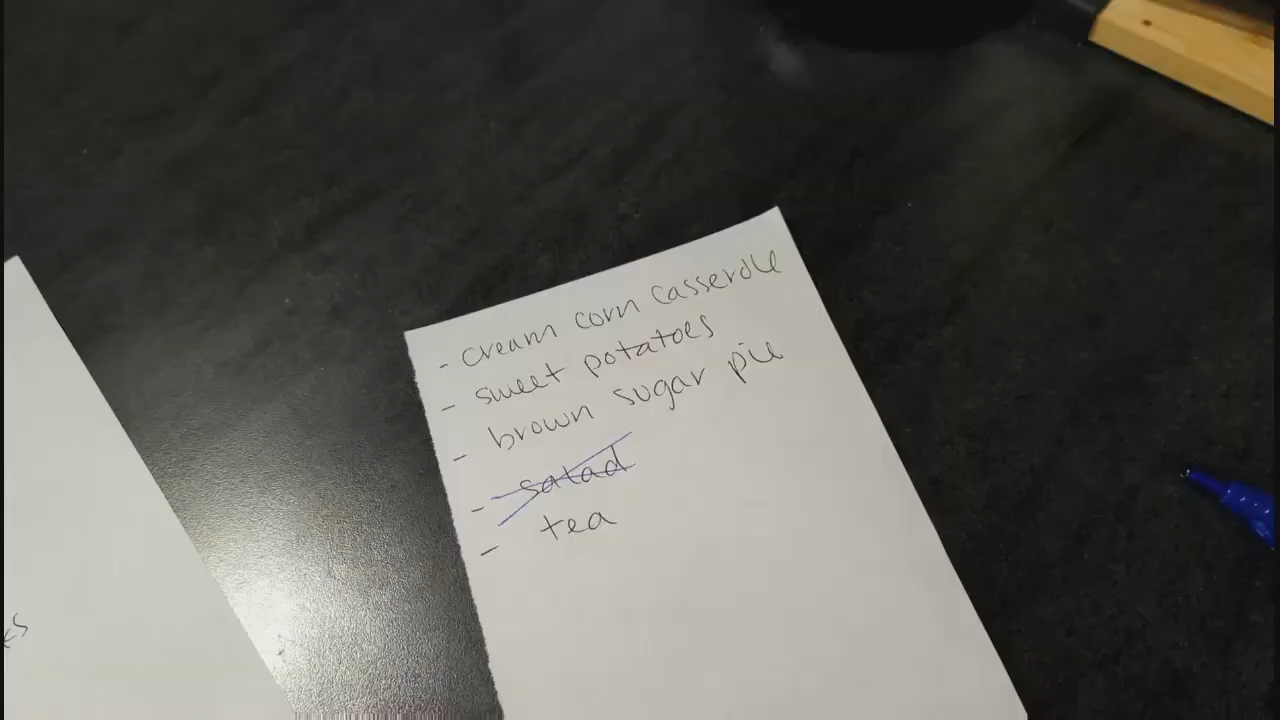 - cream corn casserole
- sweet potatoes
- brown sugar pie
- salad
- tea